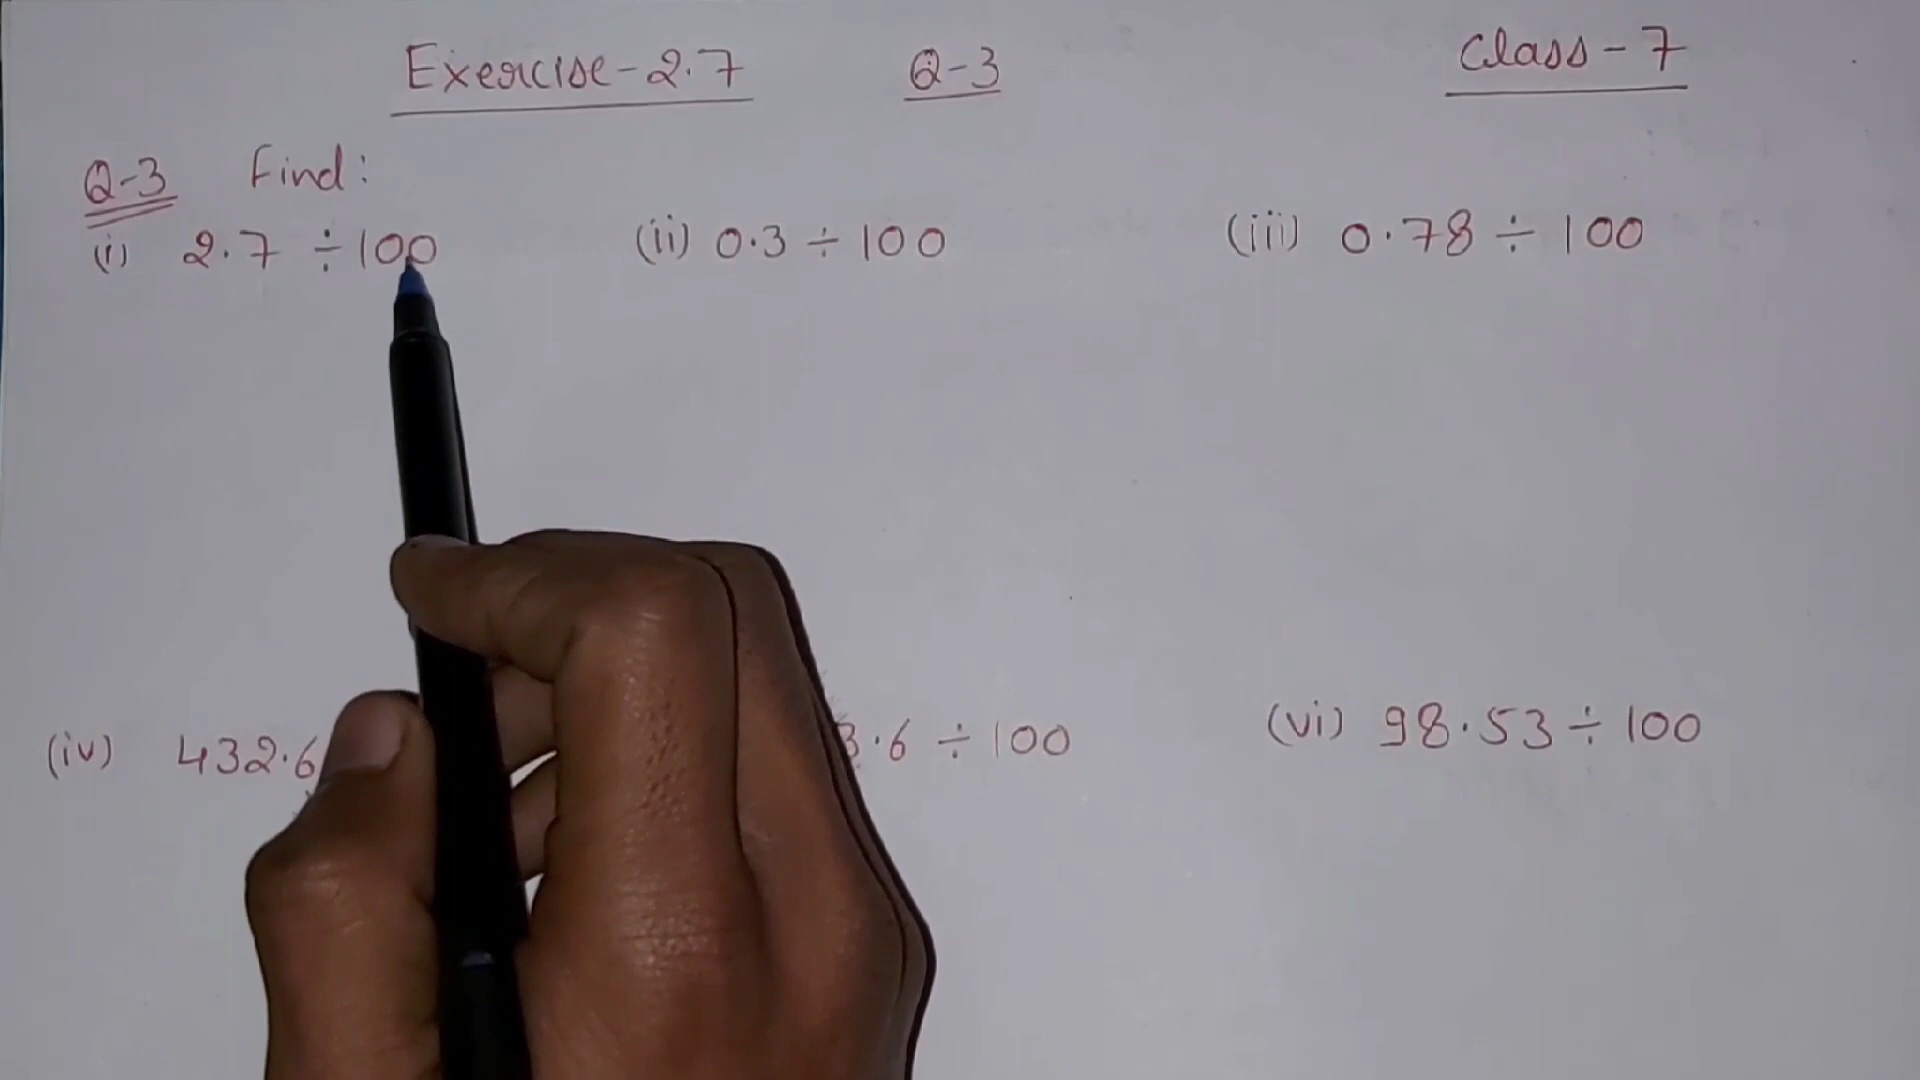 Exercise-2.7 Q-3 Class-7
Q-3 Find:
(i) 2.7 ÷ 100 (ii) 0.3 ÷ 100 (iii) 0.78 ÷ 100
(iv) 432.6 3.6 ÷ 100 (vi) 98.53 ÷ 100